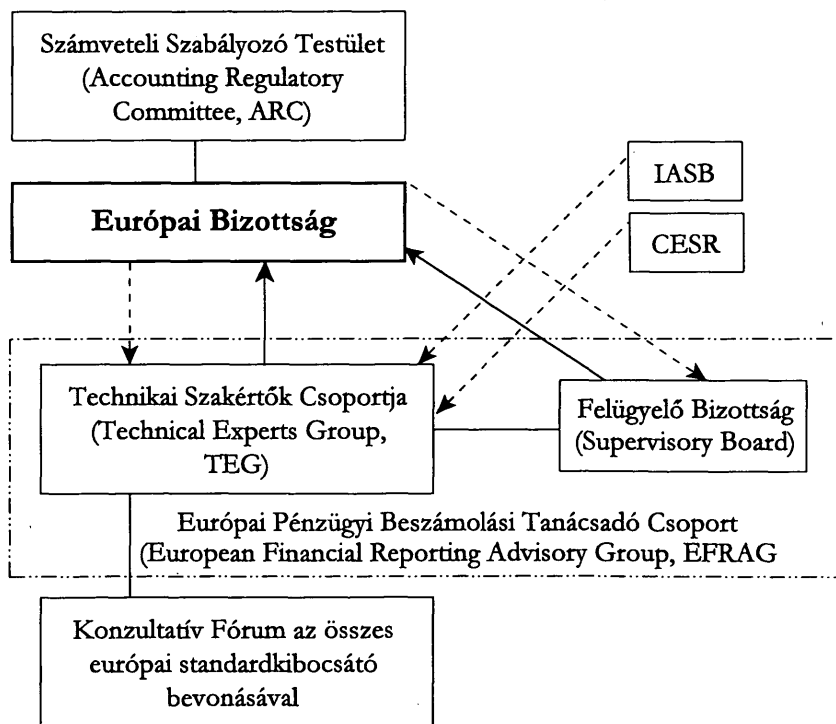 Számveteli Szabályozó Testület
(Accounting Regulatory
Committee, ARC)
Európai Bizottság
IASB
CESR
Technikai Szakértők Csoportja
(Technical Experts Group,
TEG)
Felügyelő Bizottság
(Supervisory Board)
Európai Pénzügyi Beszámolási Tanácsadó Csoport
(European Financial Reporting Advisory Group, EFRAG
Konzultatív Fórum az összes
európai standardkibocsátó
bevonásával